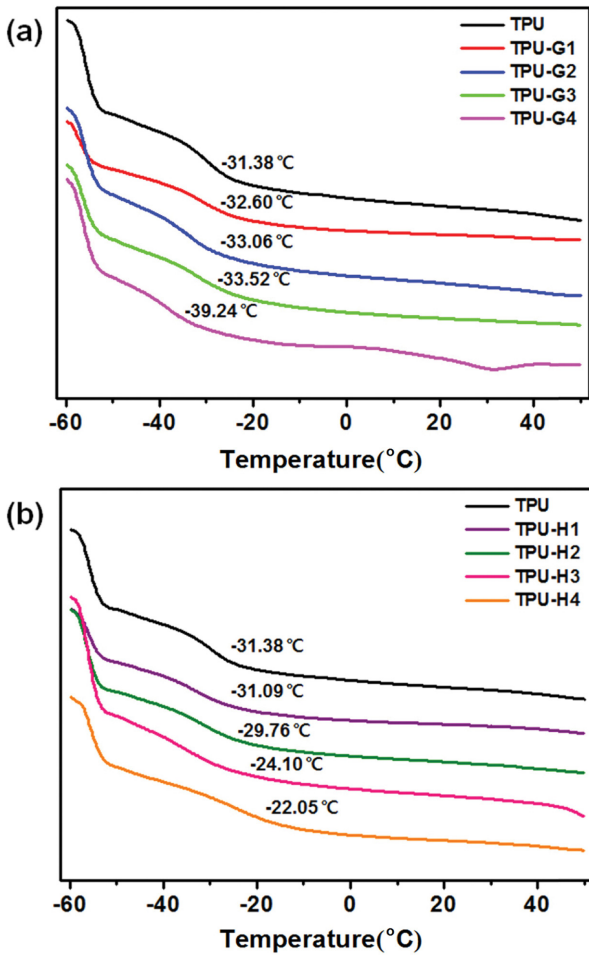 (a)
TPU
TPU-G1
TPU-G2
TPU-G3
TPU-G4
-31.38℃
-32.60℃
-33.06℃
-33.52℃
-39.24℃
-60 -40 -20 0 20 40
Temperature(°C)
(b)
TPU
TPU-H1
TPU-H2
TPU-H3
TPU-H4
-31.38℃
-31.09℃
-29.76℃
-24.10℃
-22.05℃
-60 -40 -20 0 20 40
Temperature(°C)